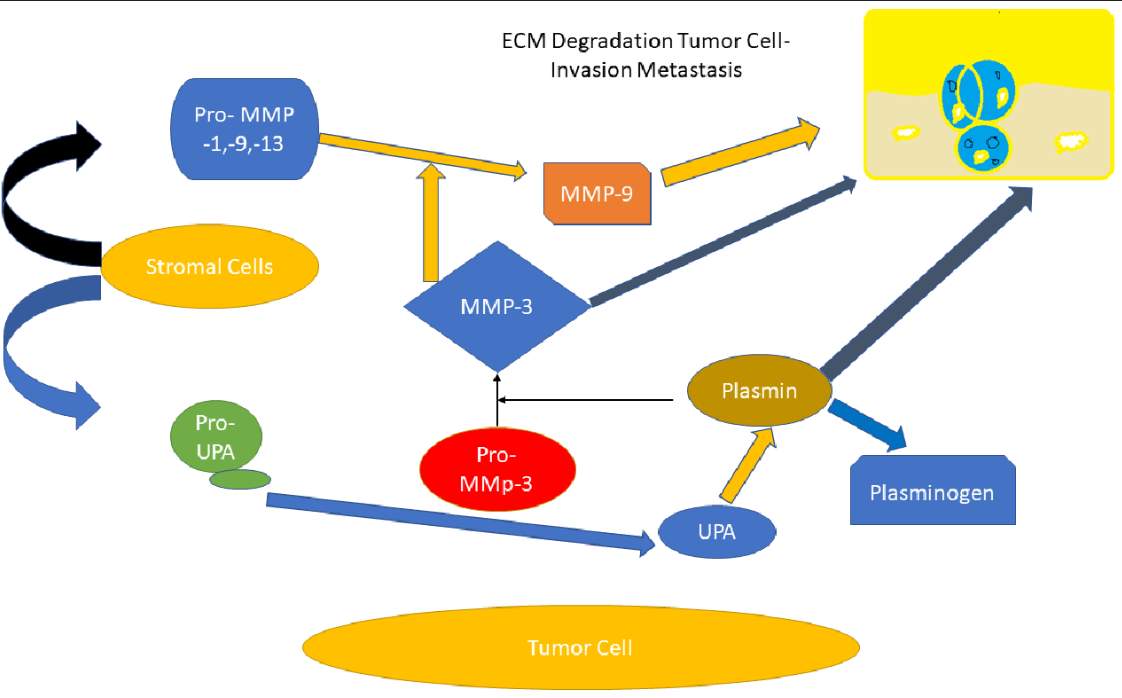 ECM Degradation Tumor Cell-
Invasion Metastasis
Pro- MMP
-1,-9,-13
MMP-9
Stromal Cells
MMP-3
Plasmin
Pro-
UPA
Pro-
MMp-3
Plasminogen
UPA
Tumor Cell